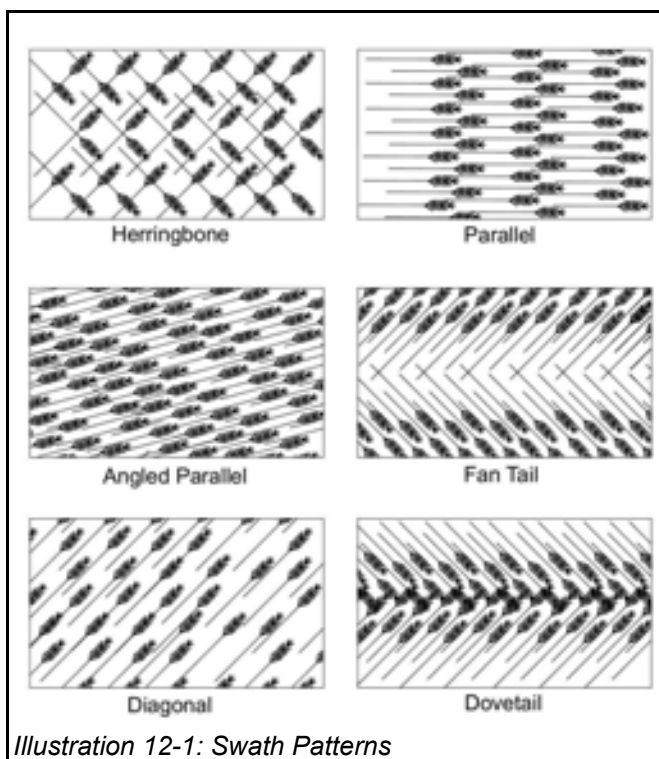 Herringbone
Parallel
Angled Parallel
Fan Tail
Diagonal
Dovetail
Illustration 12-1: Swath Patterns